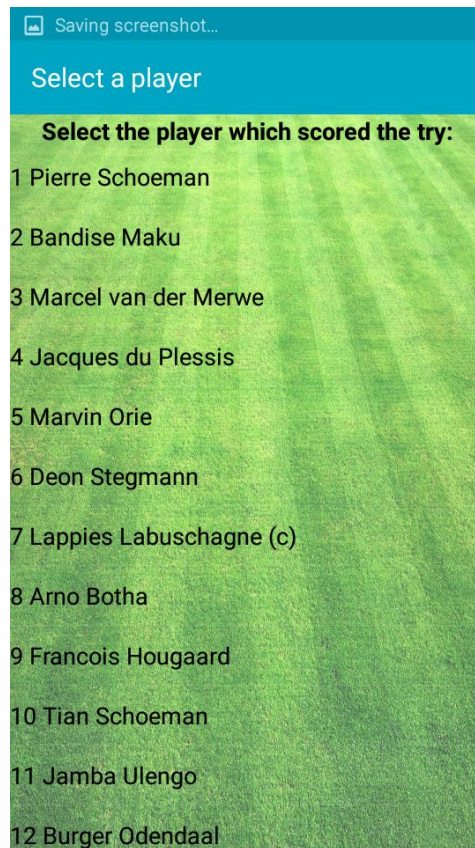 Saving screenshot...
Select a player
Select the player which scored the try:
1 Pierre Schoeman
2 Bandise Maku
3 Marcel van der Merwe
4 Jacques du Plessis
5 Marvin Orie
6 Deon Stegmann
7 Lappies Labuschagne (c)
8 Arno Botha
9 Francois Hougaard
10 Tian Schoeman
11 Jamba Ulengo
12 Burger Odendaal